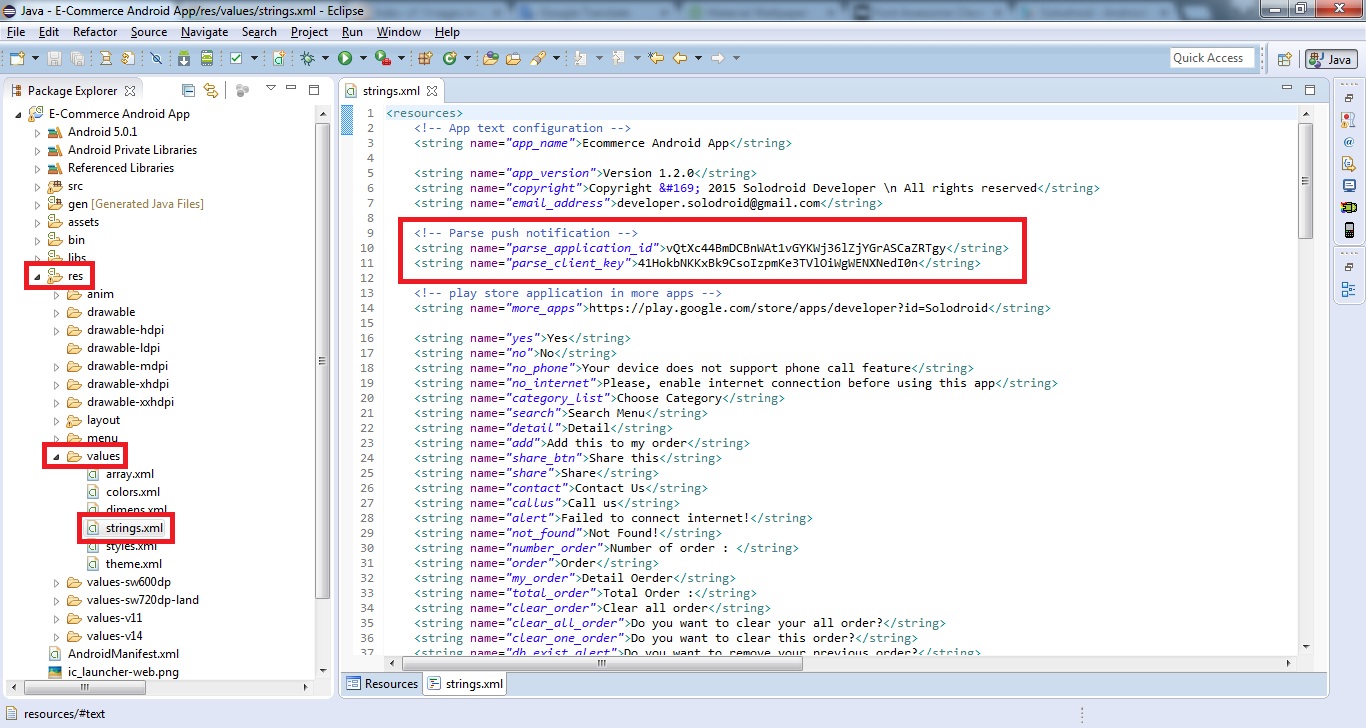 Java - E-Commerce Android App/res/values/strings.xml - Eclipse
File Edit Refactor Source Navigate Search Project Run Window Help
Quick Access
Java
Package Explorer
E-Commerce Android App
Android 5.0.1
Android Private Libraries
Referenced Libraries
src
gen [Generated Java Files]
assets
bin
libs
res
anim
drawable
drawable-hdpi
drawable-ldpi
drawable-mdpi
drawable-xhdpi
drawable-xxhdpi
layout
menu
values
array.xml
colors.xml
dimens.xml
strings.xml
styles.xml
theme.xml
values-sw600dp
values-sw720dp-land
values-v11
values-v14
AndroidManifest.xml
ic_launcher-web.png
strings.xml
1 <resources>
2 <!-- App text configuration -->
3 <string name="app_name">Ecommerce Android App</string>
4
5 <string name="app_version">Version 1.2.0</string>
6 <string name="copyright">Copyright &#169; 2015 Solodroid Developer \n All rights reserved</string>
7 <string name="email_address">developer.solodroid@gmail.com</string>
8
9 <!-- Parse push notification -->
10 <string name="parse_application_id">vQtXc44BmDCBnWAt1vGYKWj36lZjYGrASCaZRTgy</string>
11 <string name="parse_client_key">41HokbNKKxBk9CsoIzpmKe3TVlOiWgWENXNedI0n</string>
12
13 <!-- play store application in more apps -->
14 <string name="more_apps">https://play.google.com/store/apps/developer?id=Solodroid</string>
15
16 <string name="yes">Yes</string>
17 <string name="no">No</string>
18 <string name="no_phone">Your device does not support phone call feature</string>
19 <string name="no_internet">Please, enable internet connection before using this app</string>
20 <string name="category_list">Choose Category</string>
21 <string name="search">Search Menu</string>
22 <string name="detail">Detail</string>
23 <string name="add">Add this to my order</string>
24 <string name="share_btn">Share this</string>
25 <string name="share">Share</string>
26 <string name="contact">Contact Us</string>
27 <string name="callus">Call us</string>
28 <string name="alert">Failed to connect internet!</string>
29 <string name="not_found">Not Found!</string>
30 <string name="number_order">Number of order : </string>
31 <string name="order">Order</string>
32 <string name="my_order">Detail Oerder</string>
33 <string name="total_order">Total Order :</string>
34 <string name="clear_order">Clear all order</string>
35 <string name="clear_all_order">Do you want to clear your all order?</string>
36 <string name="clear_one_order">Do you want to clear this order?</string>
37 <string name="db_exist_alert">Do you want to remove your previous order?</string>
Resources strings.xml
resources/#text